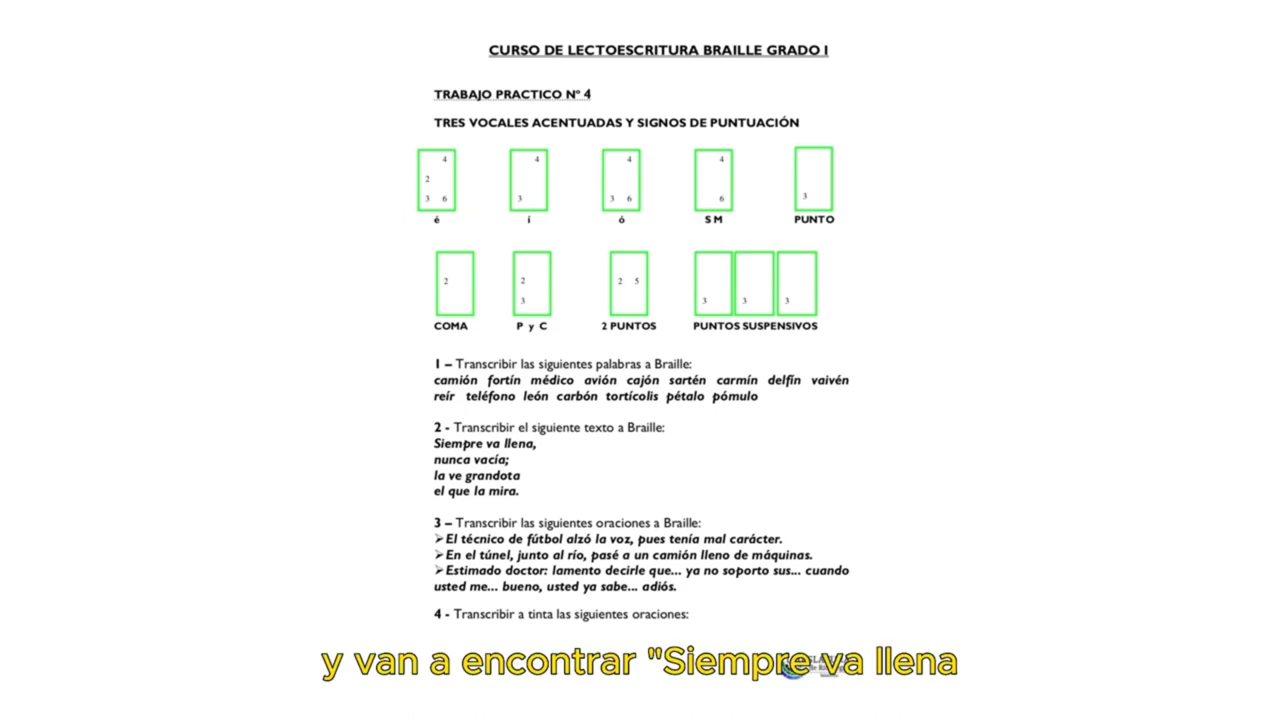 CURSO DE LECTOESCRITURA BRAILLE GRADO I
TRABAJO PRACTICO Nº 4
TRES VOCALES ACENTUADAS Y SIGNOS DE PUNTUACIÓN
4 4 4 4
2
3 6 3 3 6 6 3
é í ó S M PUNTO
2 2 2 5
3 3 3 3
COMA P y C 2 PUNTOS PUNTOS SUSPENSIVOS
1 – Transcribir las siguientes palabras a Braille:
camión fortín médico avión cajón sartén carmín delfín vaivén
reír teléfono león carbón tortícolis pétalo pómulo
2 - Transcribir el siguiente texto a Braille:
Siempre va llena,
nunca vacía;
la ve grandota
el que la mira.
3 – Transcribir las siguientes oraciones a Braille:
➢El técnico de fútbol alzó la voz, pues tenía mal carácter.
➢En el túnel, junto al río, pasé a un camión lleno de máquinas.
➢Estimado doctor: lamento decirle que... ya no soporto sus... cuando
usted me... bueno, usted ya sabe... adiós.
4 - Transcribir a tinta las siguientes oraciones:
y van a encontrar "Siempre va llena